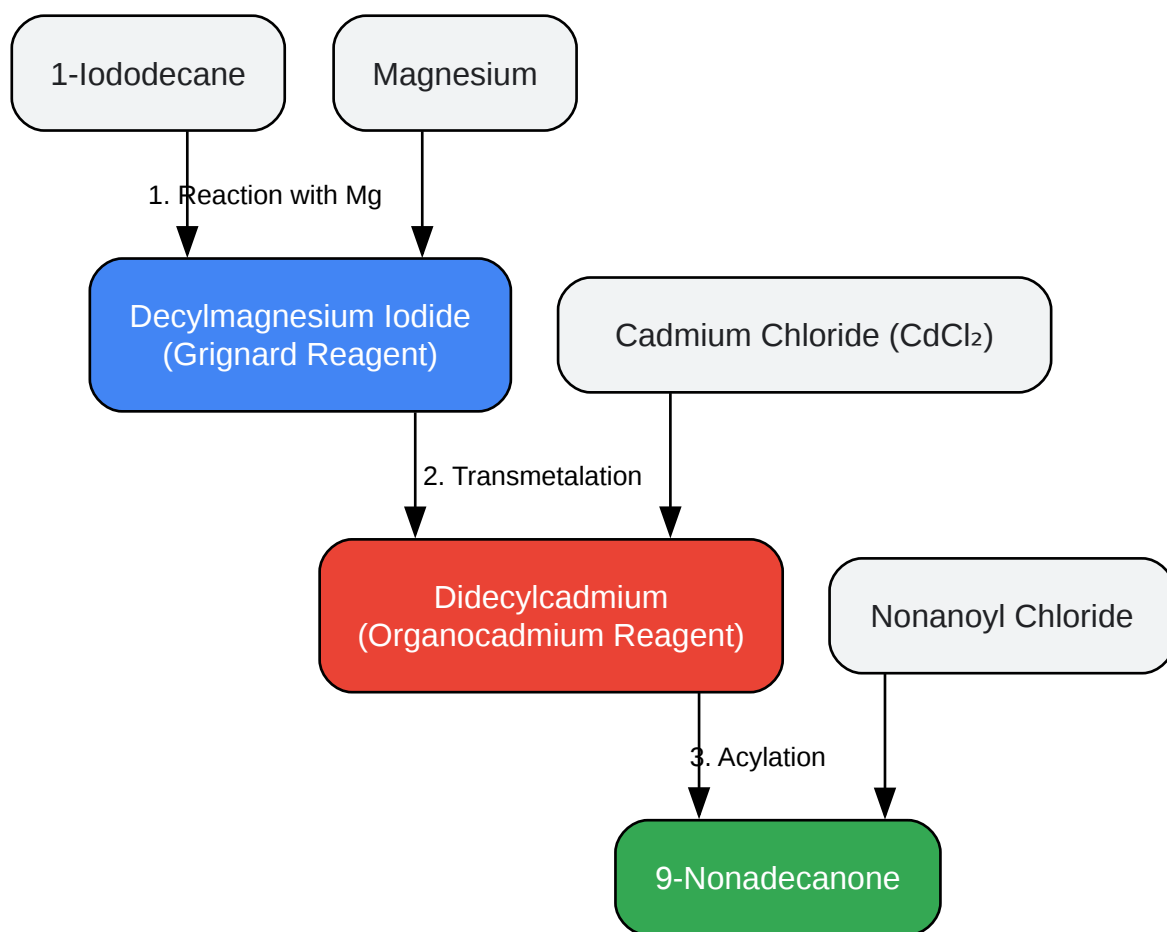 1-Iododecane
Magnesium
1. Reaction with Mg
Decylmagnesium Iodide
(Grignard Reagent)
Cadmium Chloride (CdCl₂)
2. Transmetalation
Didecylcadmium
(Organocadmium Reagent)
Nonanoyl Chloride
3. Acylation
9-Nonadecanone